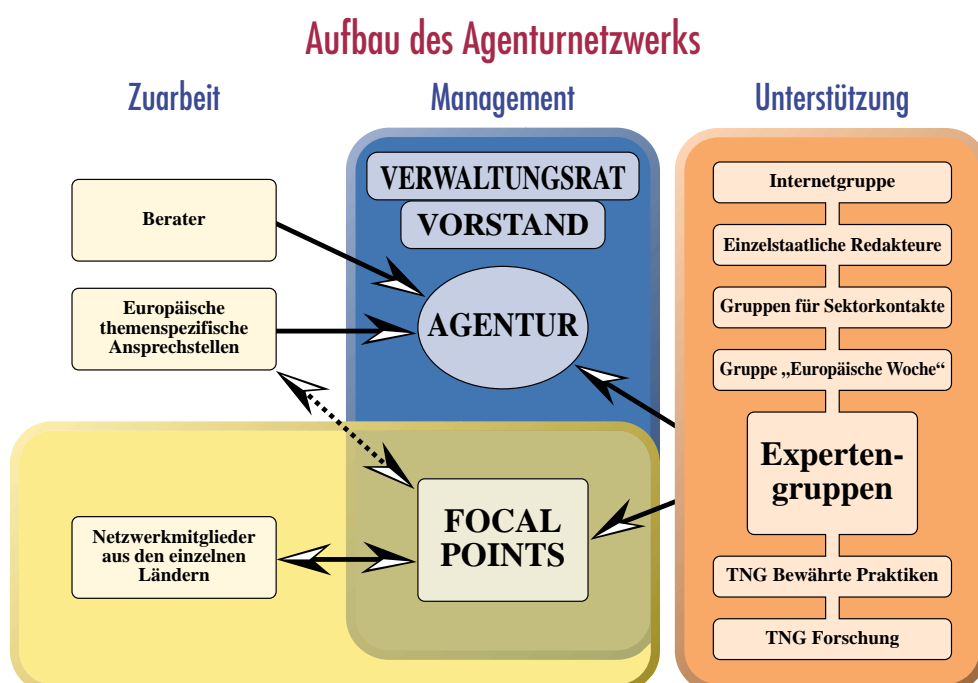 Aufbau des Agenturnetzwerks
Zuarbeit
Management
Unterstützung
Berater
Europäische
themenspezifische
Ansprechstellen
Netzwerkmitglieder
aus den einzelnen
Ländern
VERWALTUNGSRAT
VORSTAND
AGENTUR
FOCAL
POINTS
Internetgruppe
Einzelstaatliche Redakteure
Gruppen für Sektorkontakte
Gruppe „Europäische Woche“
Experten-
gruppen
TNG Bewährte Praktiken
TNG Forschung